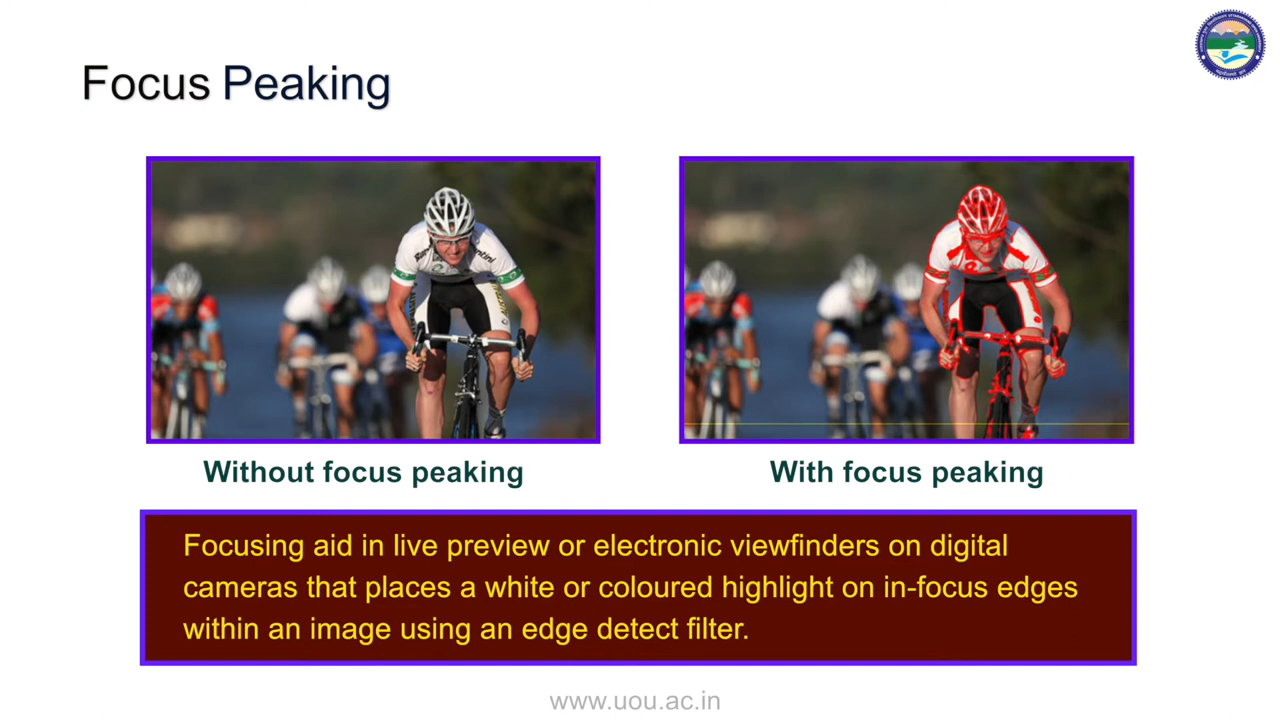 Focus Peaking
Without focus peaking
With focus peaking
Focusing aid in live preview or electronic viewfinders on digital
cameras that places a white or coloured highlight on in-focus edges
within an image using an edge detect filter.
www.uou.ac.in